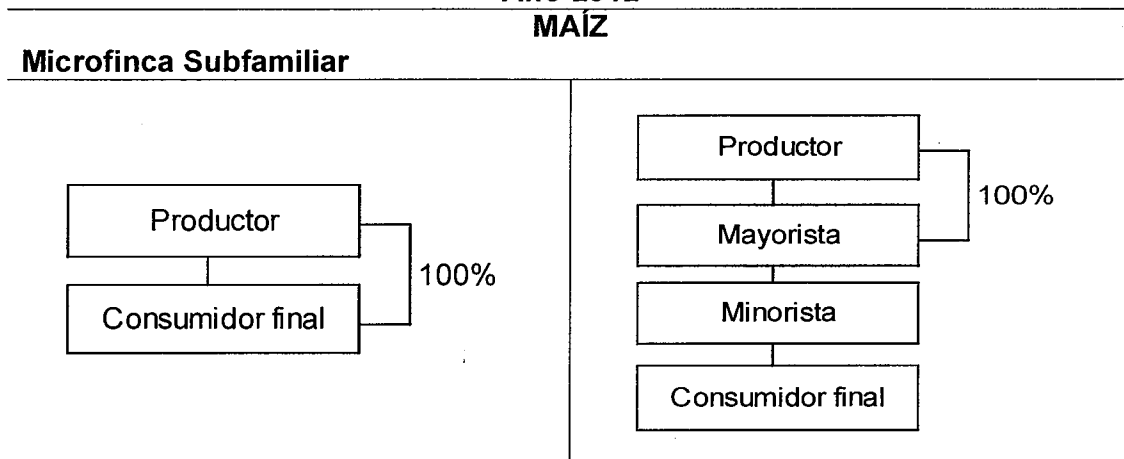 MAÍZ
Microfinca Subfamiliar
Productor
Consumidor final
100%
Productor
Mayorista
Minorista
Consumidor final
100%